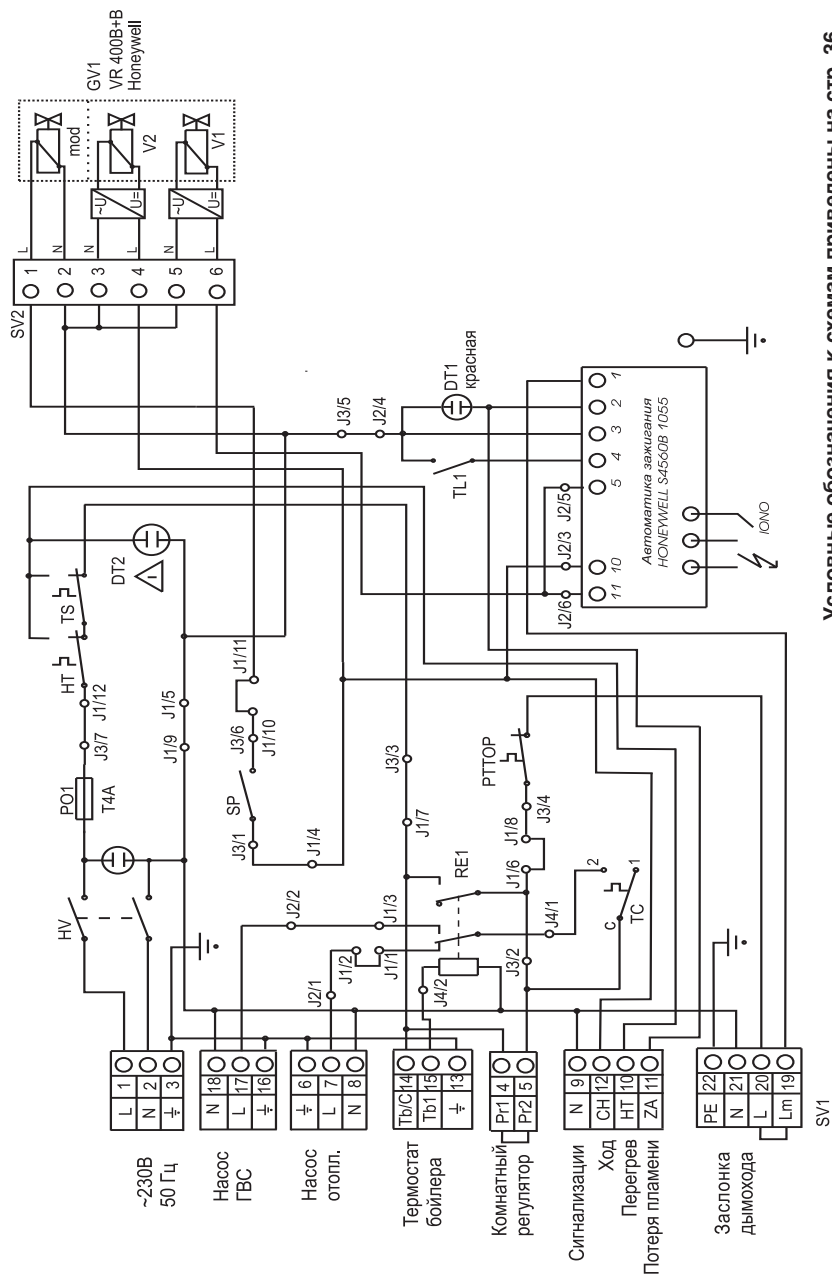 ~230В
50 Гц
L 1
N 2
⏚ 3
Насос
ГВС
N 18
L 17
⏚ 16
Насос
отопл.
⏚ 6
L 7
N 8
Термостат
бойлера
Tb/C 14
Tb1 15
⏚ 13
Комнатный
регулятор
Pr1 4
Pr2 5
Сигнализации
Ход
Перегрев
Потеря пламени
N 9
CH 12
HT 10
ZA 11
Заслонка
дымохода
PE 22
N 21
L 20
Lm 19
SV1
HV
PO1
T4A
J3/7
J1/12
HT
TS
DT2
J1/9
J1/5
J3/1
SP
J3/6
J1/10
J1/11
J1/4
J2/2
J1/3
J2/1
J1/2
J1/1
J4/2
RE1
J1/7
J3/3
J4/1
J3/2
J1/6
J1/8
J3/4
PTTOP
TC
C
2
1
SV2
1
2
3
4
5
6
L
N
N
L
N
L
~U
U=
~U
U=
mod
V2
V1
GV1
VR 400B+B
Honeywell
J3/5
J2/4
TL1
DT1
красная
J2/5
J2/3
J2/6
11
10
5
4
3
2
1
Автоматика зажигания
HONEYWELL S4560B 1055
IONO
Условные обозначения к схемам приведены на стр. 36